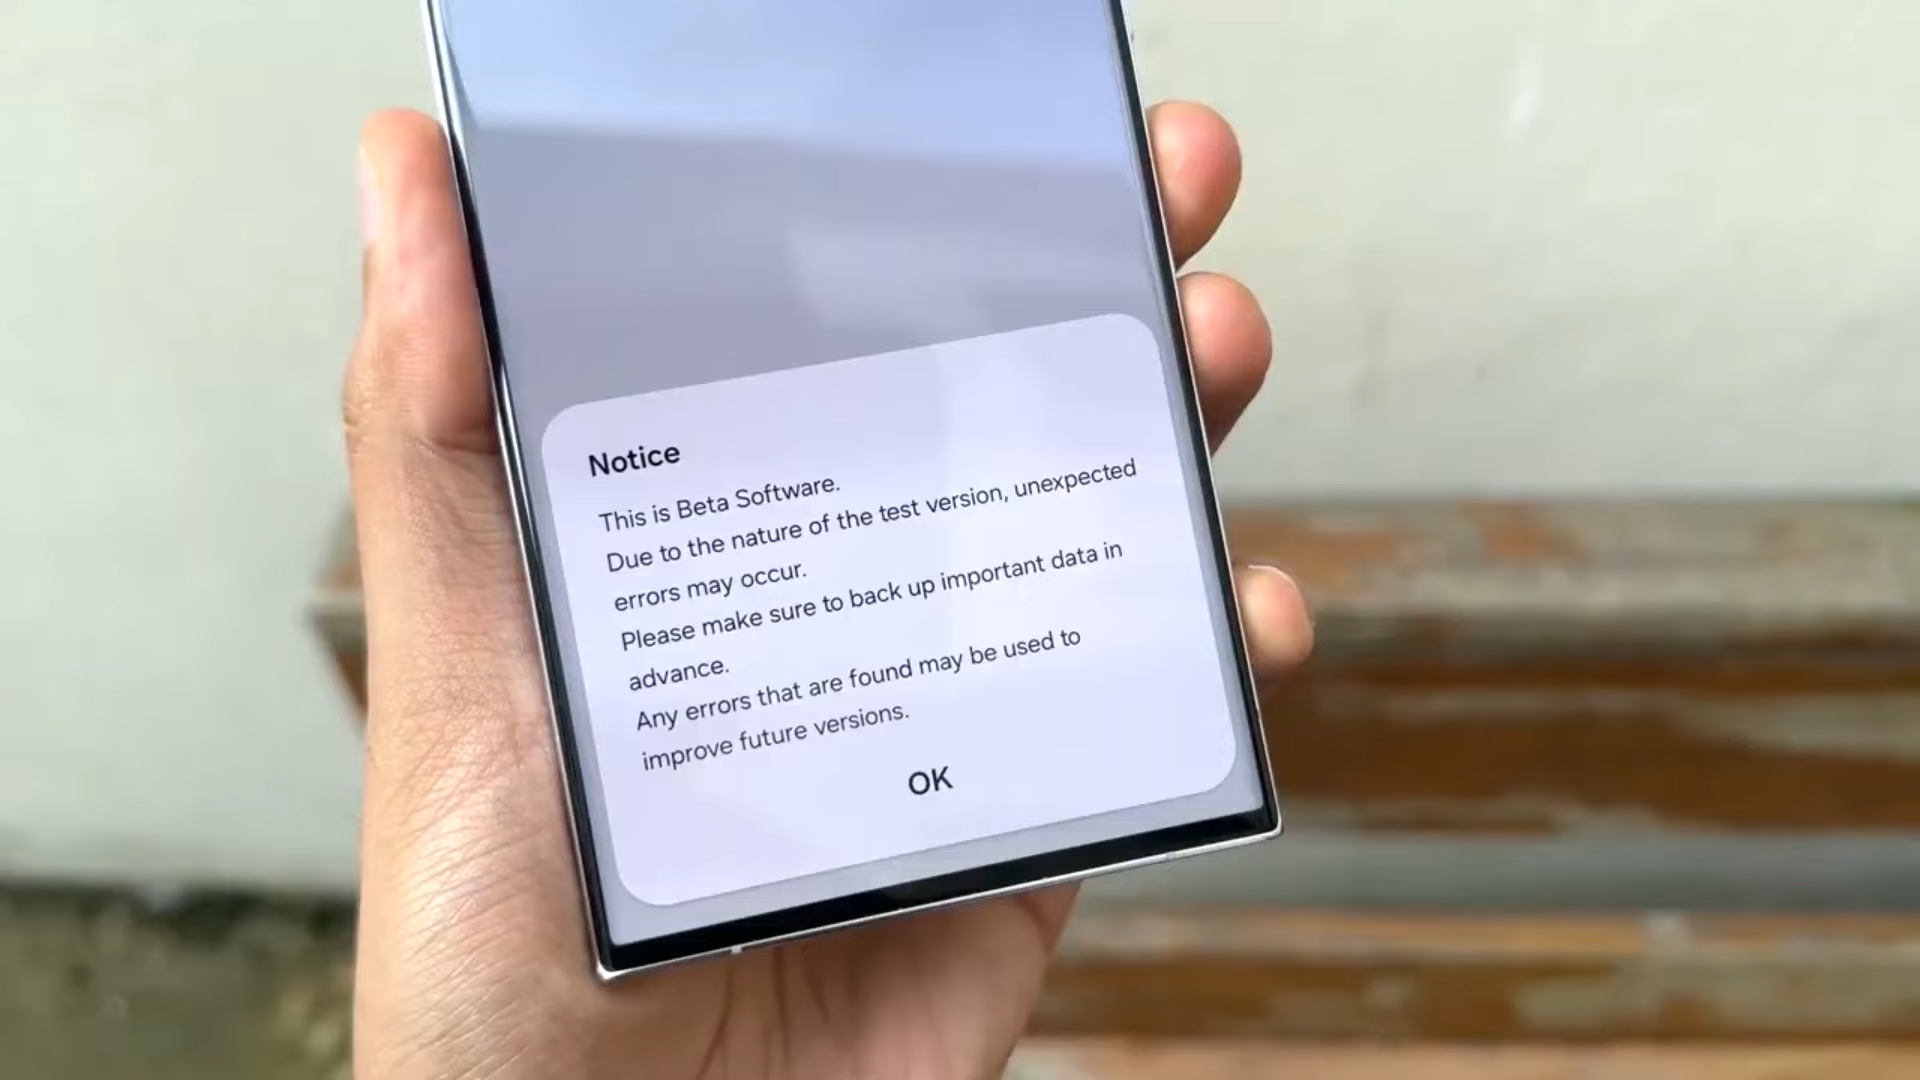 Notice
This is Beta Software.
Due to the nature of the test version, unexpected
errors may occur.
Please make sure to back up important data in
advance.
Any errors that are found may be used to
improve future versions.
OK